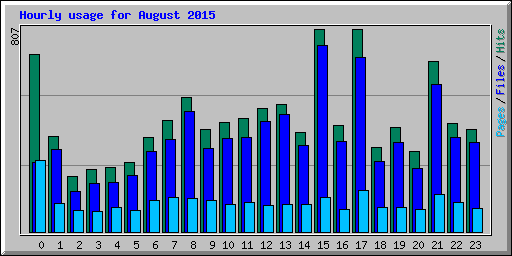 Hourly usage for August 2015
807
Pages / Files / Hits
0 1 2 3 4 5 6 7 8 9 10 11 12 13 14 15 16 17 18 19 20 21 22 23